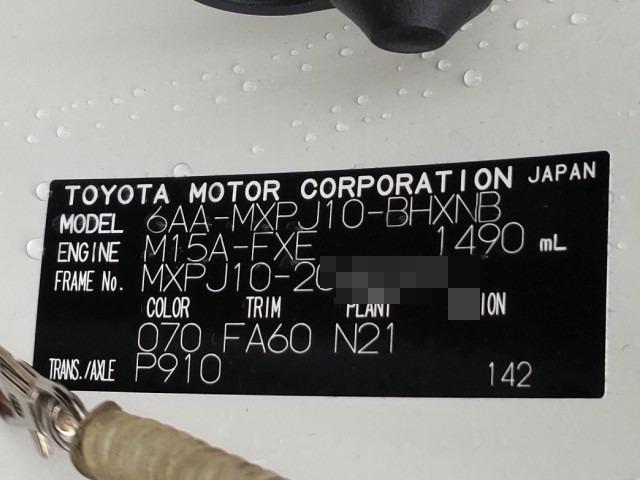 TOYOTA MOTOR CORPORATION JAPAN
MODEL 6AA-MXPJ10-BHXNB
ENGINE M15A-FXE 1490 mL
FRAME No. MXPJ10-20
COLOR TRIM PLANT ION
070 FA60 N21
TRANS./AXLE P910 142